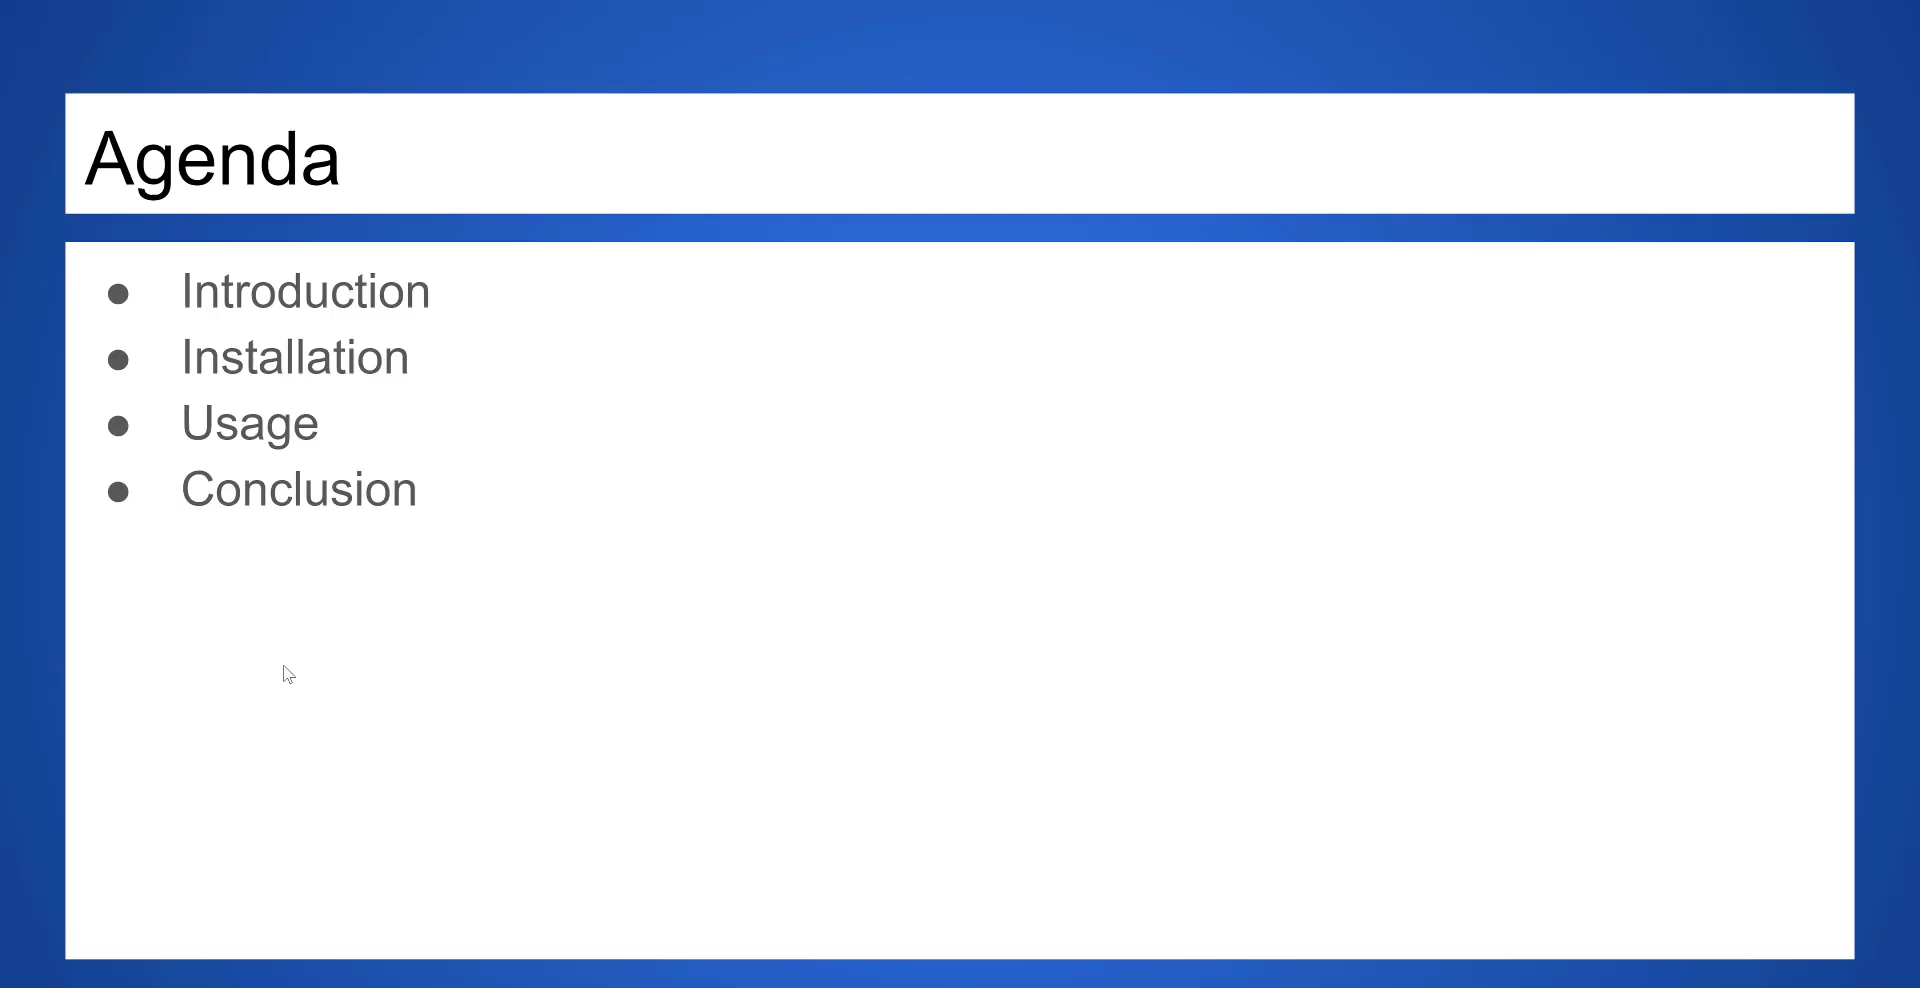 Agenda
● Introduction
● Installation
● Usage
● Conclusion